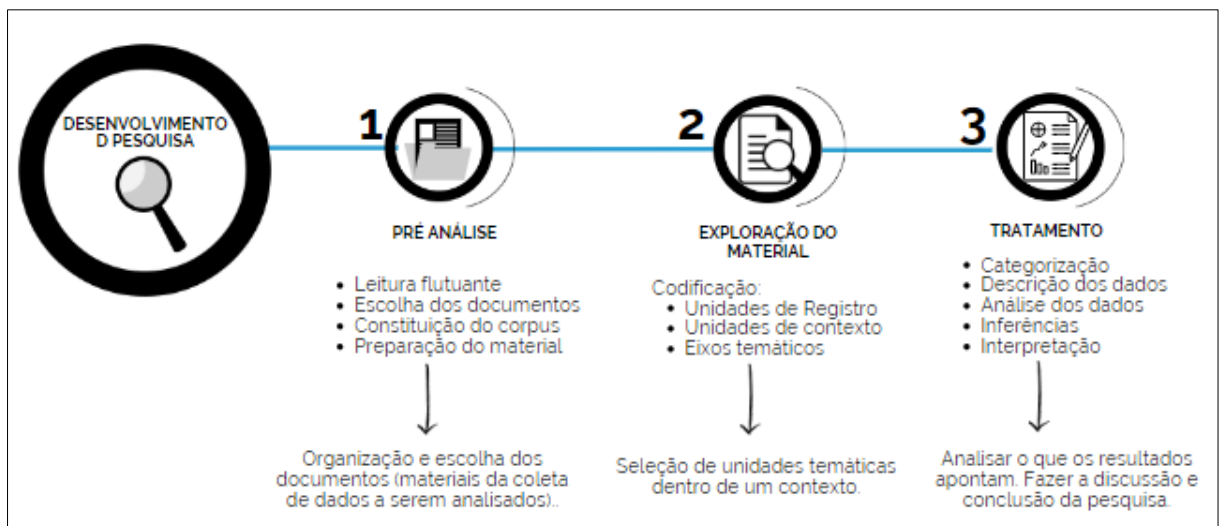 DESENVOLVIMENTO
D PESQUISA
1
PRÉ ANÁLISE
• Leitura flutuante
• Escolha dos documentos
• Constituição do corpus
• Preparação do material
Organização e escolha dos
documentos (materiais da coleta
de dados a serem analisados)..
2
EXPLORAÇÃO DO
MATERIAL
Codificação:
• Unidades de Registro
• Unidades de contexto
• Eixos temáticos
Seleção de unidades temáticas
dentro de um contexto.
3
TRATAMENTO
• Categorização
• Descrição dos dados
• Análise dos dados
• Inferências
• Interpretação
Analisar o que os resultados
apontam. Fazer a discussão e
conclusão da pesquisa.